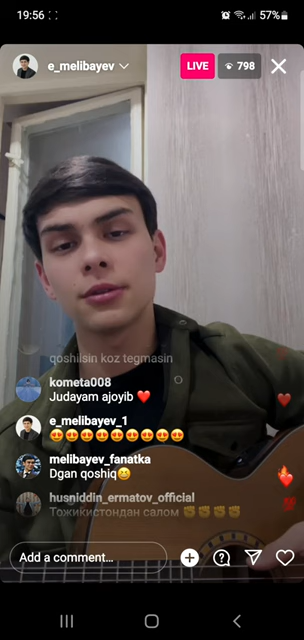 19:56
57%
e_melibayev
LIVE
798
qoshilsin koz tegmasin
kometa008
Judayam ajoyib ❤️
e_melibayev_1
😍😍😍😍😍😍😍😍😍
melibayev_fanatka
Dgan qoshiq😆
husniddin_ermatov_official
Тожикистондан салом ✊✊✊✊
Add a comment...